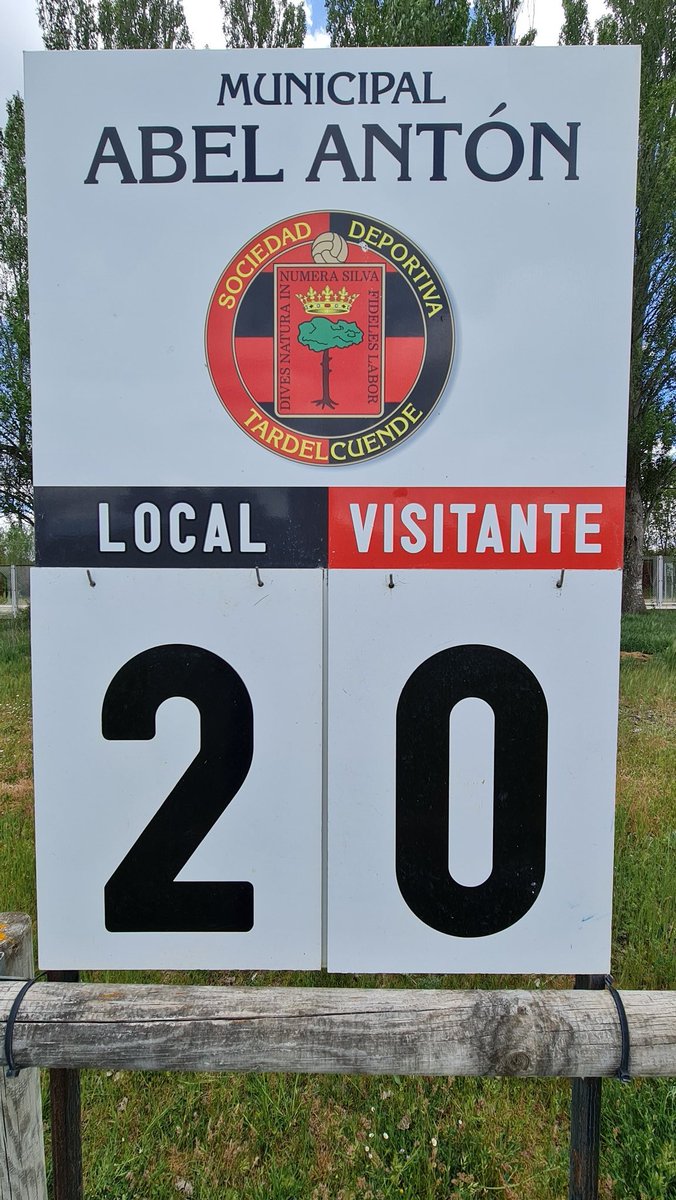 MUNICIPAL
ABEL ANTÓN
SOCIEDAD DEPORTIVA
DIVES NATURA IN
NUMERA SILVA
FIDELES LABOR
TARDELCUENDE
LOCAL VISITANTE
2 0